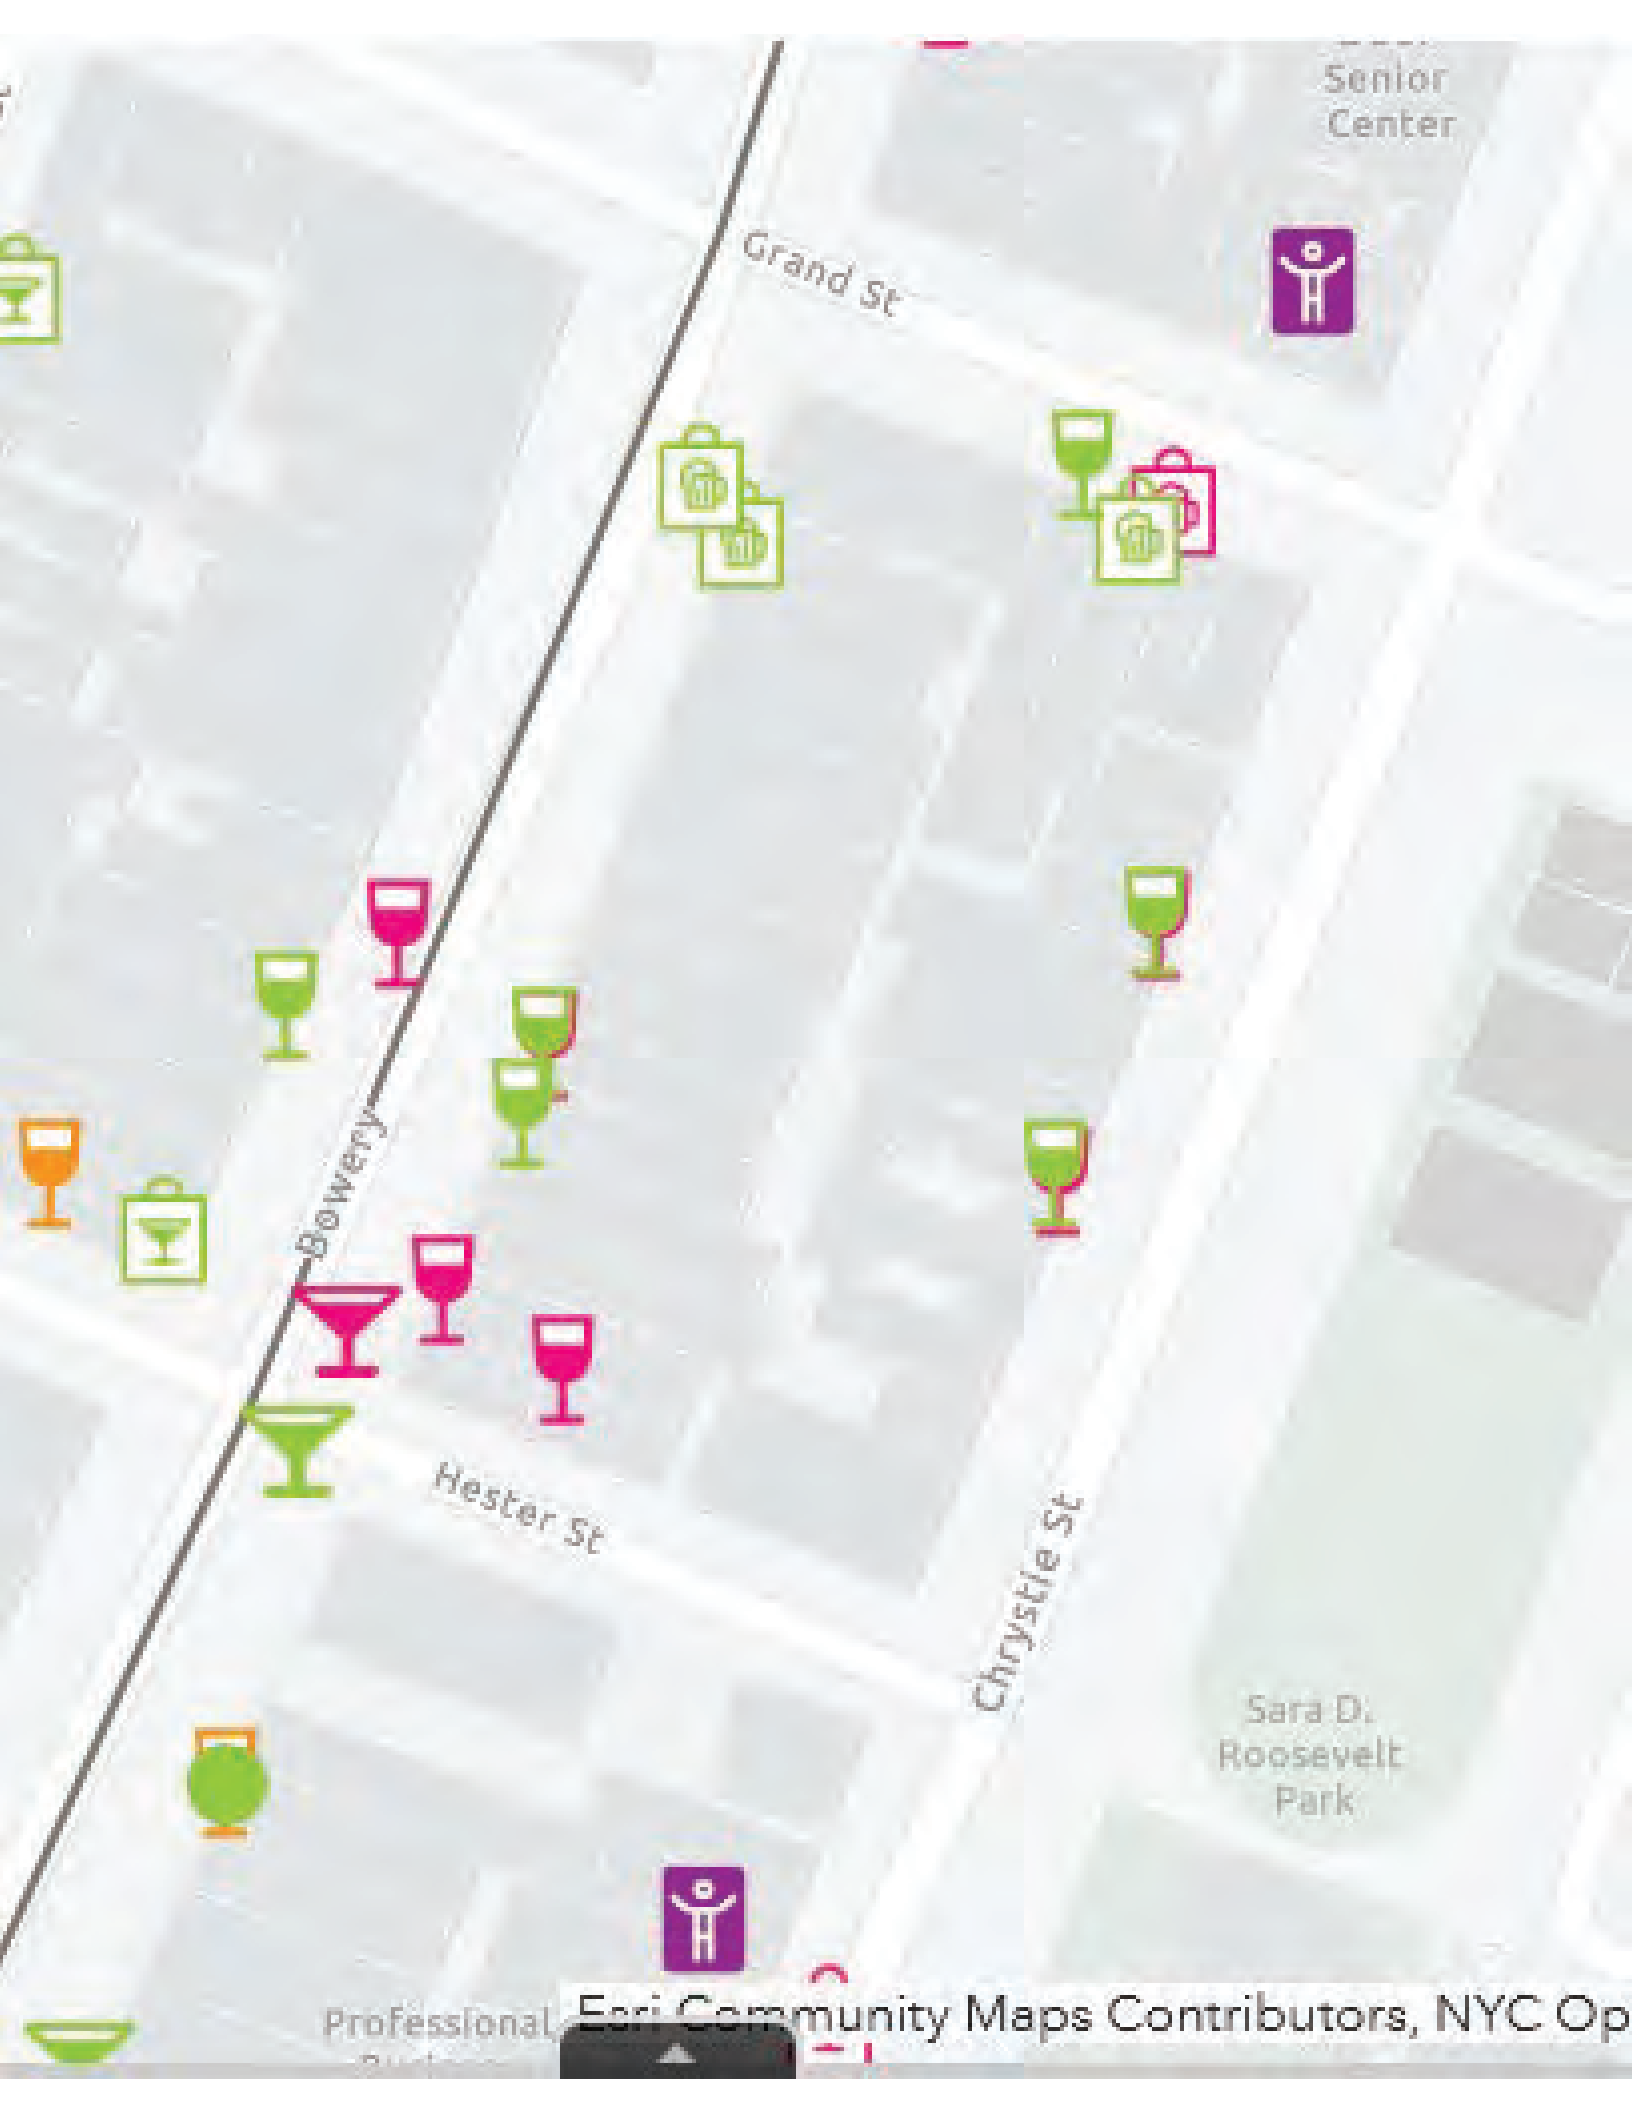 Senior
Center
Grand St
Bowery
Hester St
Chrystie St
Sara D.
Roosevelt
Park
Professional
Esri Community Maps Contributors, NYC Op